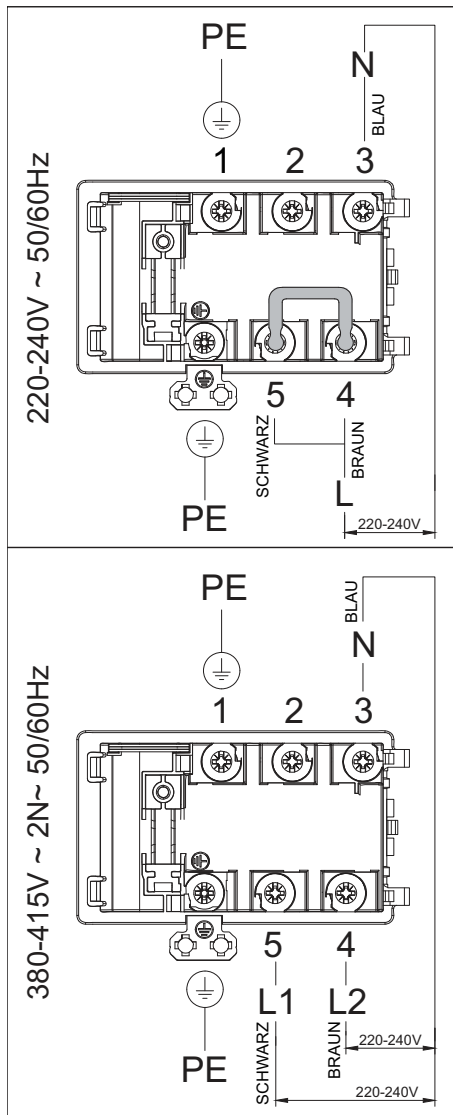 PE
N
BLAU
1 2 3
220-240V ~ 50/60Hz
5 4
SCHWARZ
BRAUN
L
PE
220-240V
PE
BLAU
N
1 2 3
380-415V ~ 2N~ 50/60Hz
5 4
L1 L2
SCHWARZ
BRAUN
220-240V
PE
220-240V